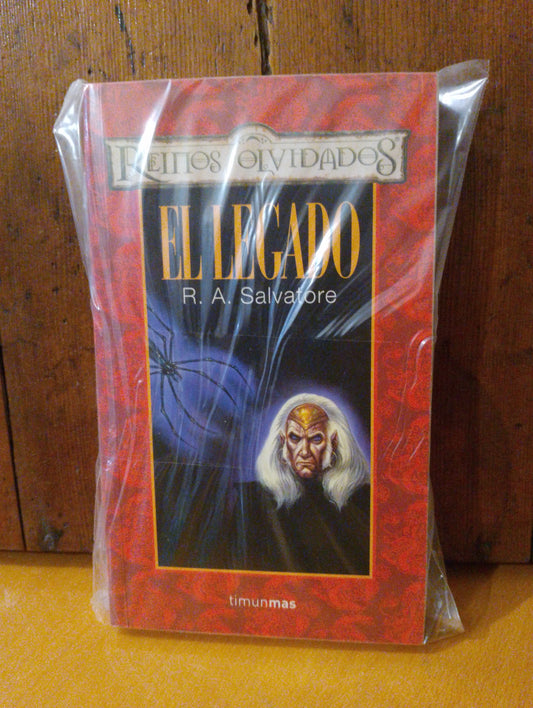 REINOS OLVIDADOS
EL LEGADO
R. A. Salvatore
timunmas